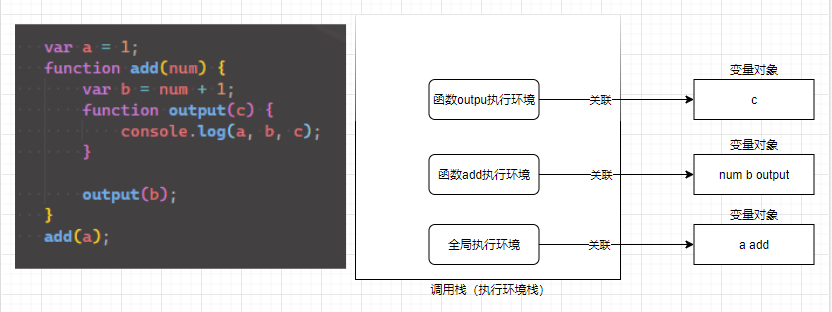 var a = 1;
function add(num) {
var b = num + 1;
function output(c) {
console.log(a, b, c);
}
output(b);
}
add(a);
函数outpu执行环境
关联
变量对象
c
函数add执行环境
关联
变量对象
num b output
全局执行环境
关联
变量对象
a add
调用栈（执行环境栈）